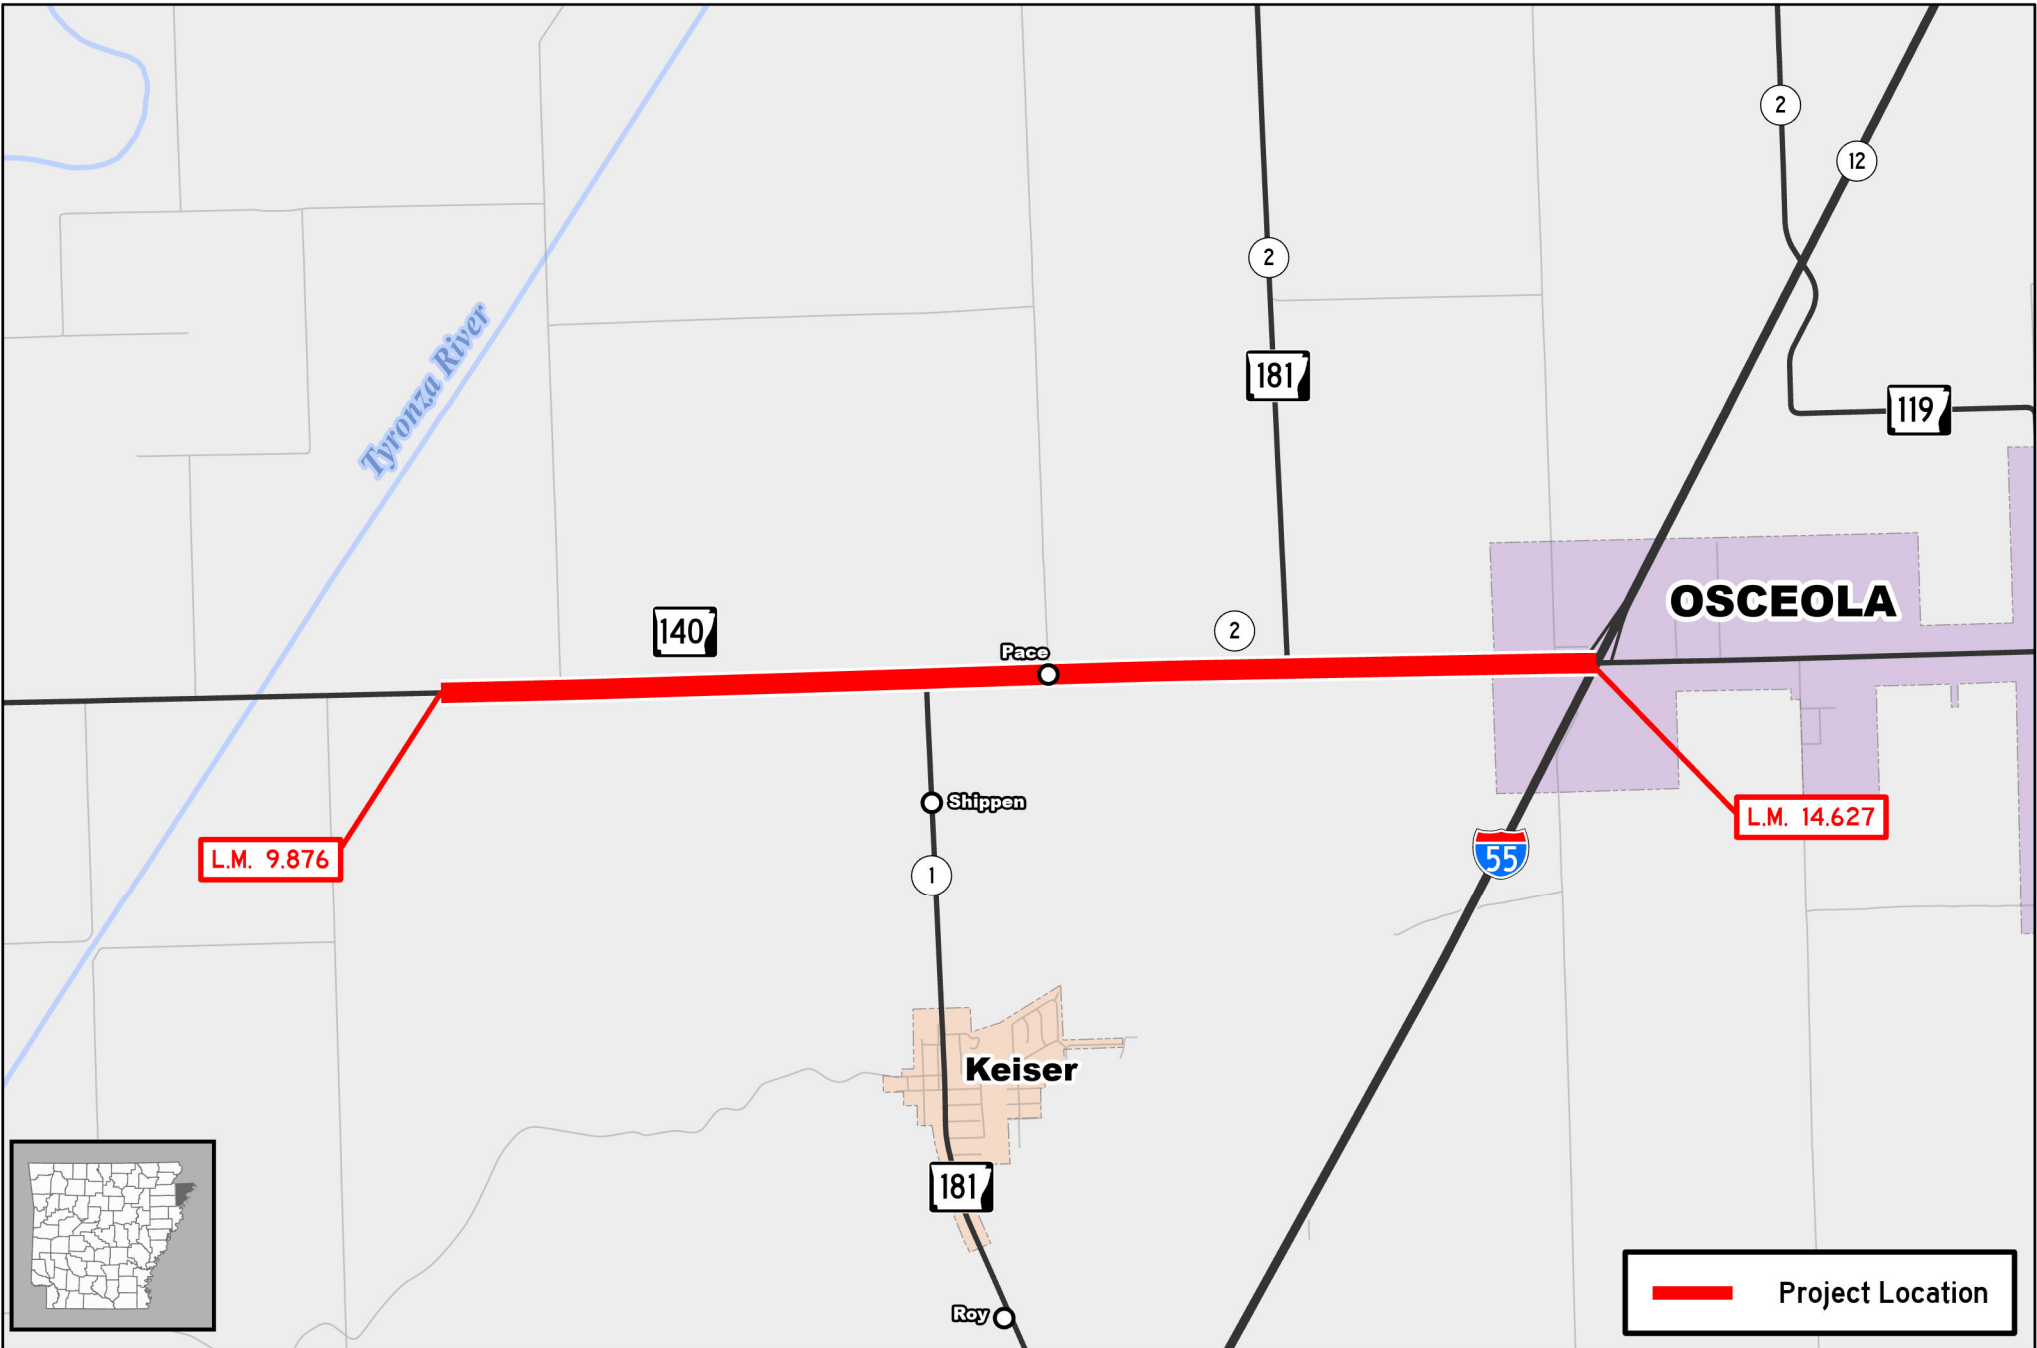 2
12
2
Tyronza River
181
119
OSCEOLA
140
2
Pace
Shippen
L.M. 14.627
L.M. 9.876
55
1
Keiser
181
Roy
Project Location